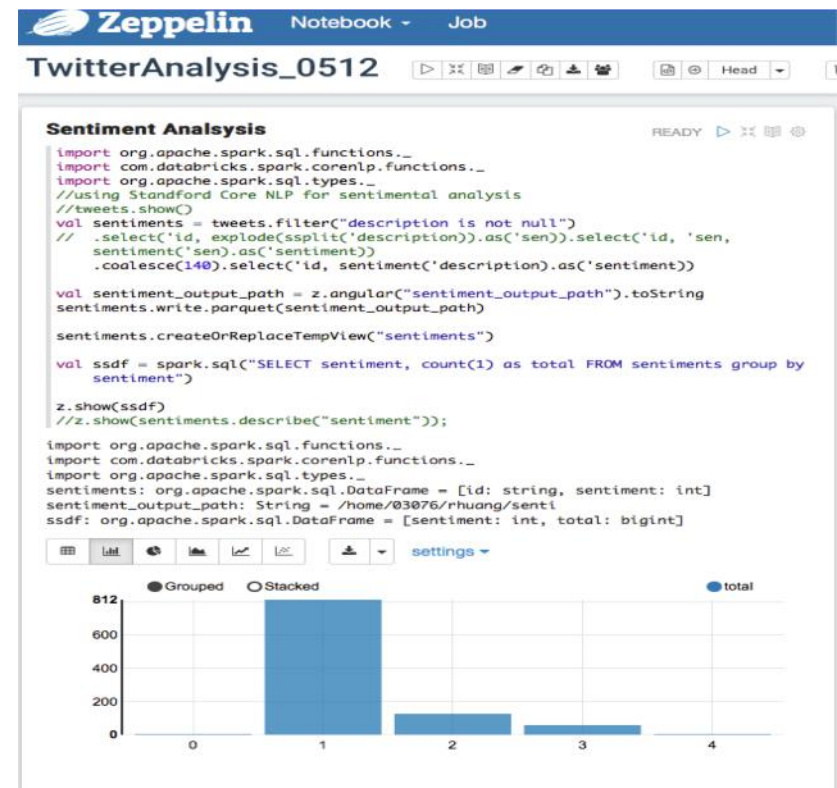 Zeppelin Notebook Job
TwitterAnalysis_0512 Head
Sentiment Analsysis READY
import org.apache.spark.sql.functions._
import com.databricks.spark.corenlp.functions._
import org.apache.spark.sql.types._
//using Standford Core NLP for sentimental analysis
//tweets.show()
val sentiments = tweets.filter("description is not null")
// .select('id, explode(ssplit('description)).as('sen)).select('id, 'sen,
sentiment('sen).as('sentiment))
.coalesce(140).select('id, sentiment('description).as('sentiment))
val sentiment_output_path = z.angular("sentiment_output_path").toString
sentiments.write.parquet(sentiment_output_path)
sentiments.createOrReplaceTempView("sentiments")
val ssdf = spark.sql("SELECT sentiment, count(1) as total FROM sentiments group by
sentiment")
z.show(ssdf)
//z.show(sentiments.describe("sentiment"));
import org.apache.spark.sql.functions._
import com.databricks.spark.corenlp.functions._
import org.apache.spark.sql.types._
sentiments: org.apache.spark.sql.DataFrame = [id: string, sentiment: int]
sentiment_output_path: String = /home/03076/rhuang/senti
ssdf: org.apache.spark.sql.DataFrame = [sentiment: int, total: bigint]
settings
Grouped Stacked total
812
600
400
200
0
0 1 2 3 4